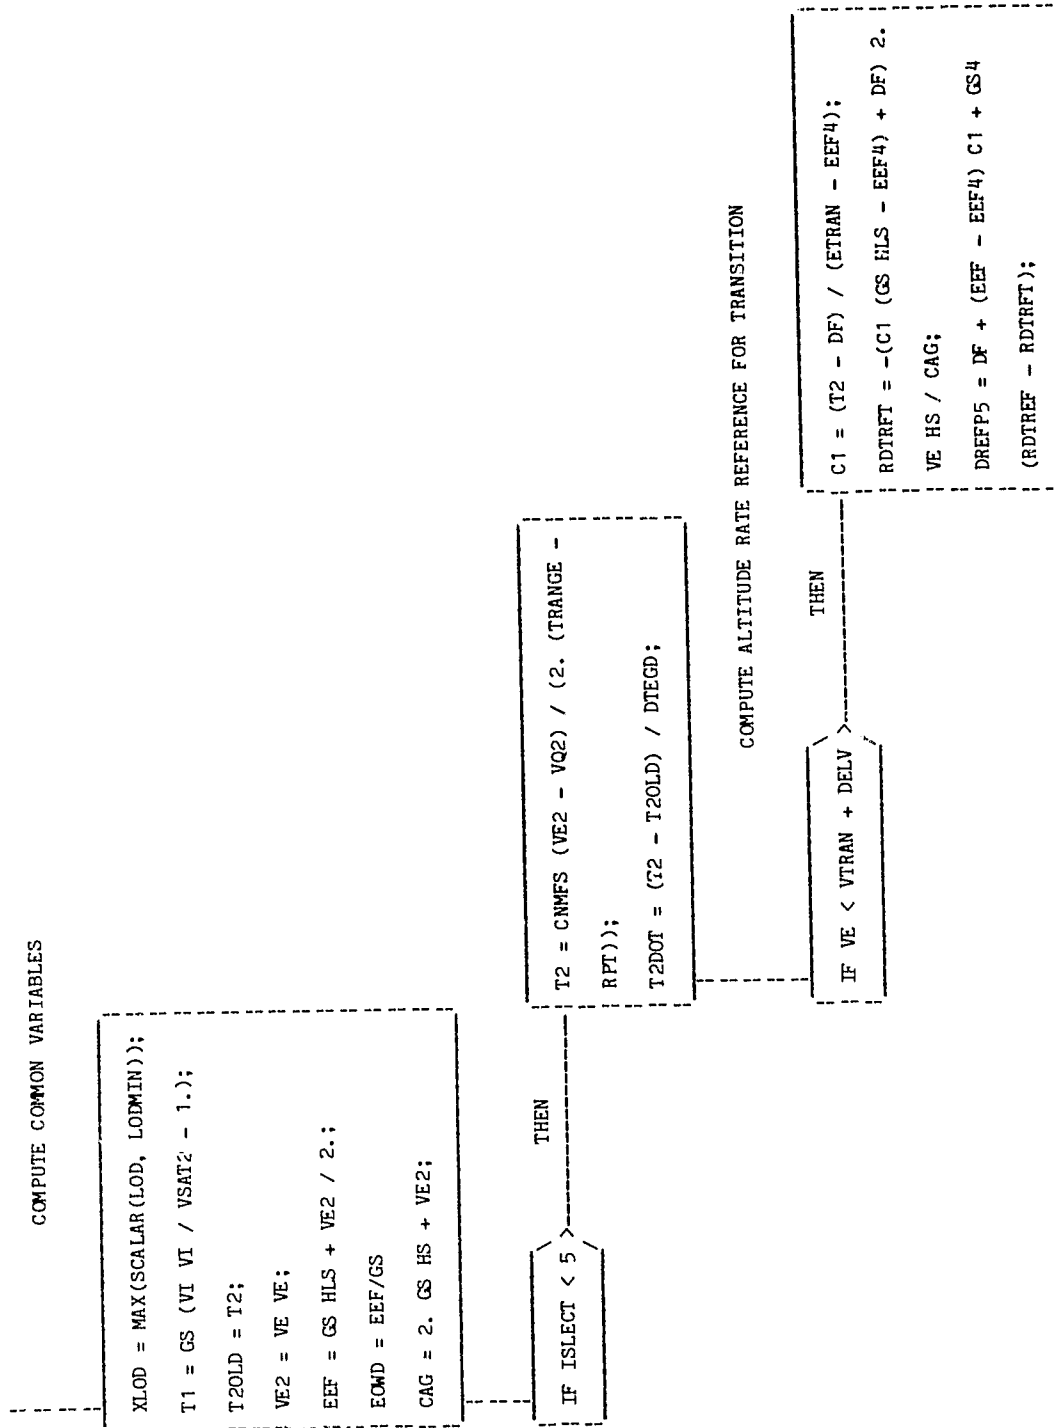 COMPUTE COMMON VARIABLES
XLOD = MAX(SCALAR(LOD, LODMIN));
T1 = GS (VI VI / VSAT2 - 1.);
T2OLD = T2;
VE2 = VE VE;
EEF = GS HLS + VE2 / 2.;
EOWD = EEF/GS
CAG = 2. GS HS + VE2;
IF ISLECT < 5
THEN
T2 = CNMFS (VE2 - VQ2) / (2. (TRANGE -
RPT));
T2DOT = (T2 - T2OLD) / DTEGD;
COMPUTE ALTITUDE RATE REFERENCE FOR TRANSITION
IF VE < VTRAN + DELV
THEN
C1 = (T2 - DF) / (ETRAN - EEF4);
RDTRFT = -(C1 (GS HLS - EEF4) + DF) 2.
VE HS / CAG;
DREFP5 = DF + (EEF - EEF4) C1 + GS4
(RDTREF - RDTRFT);